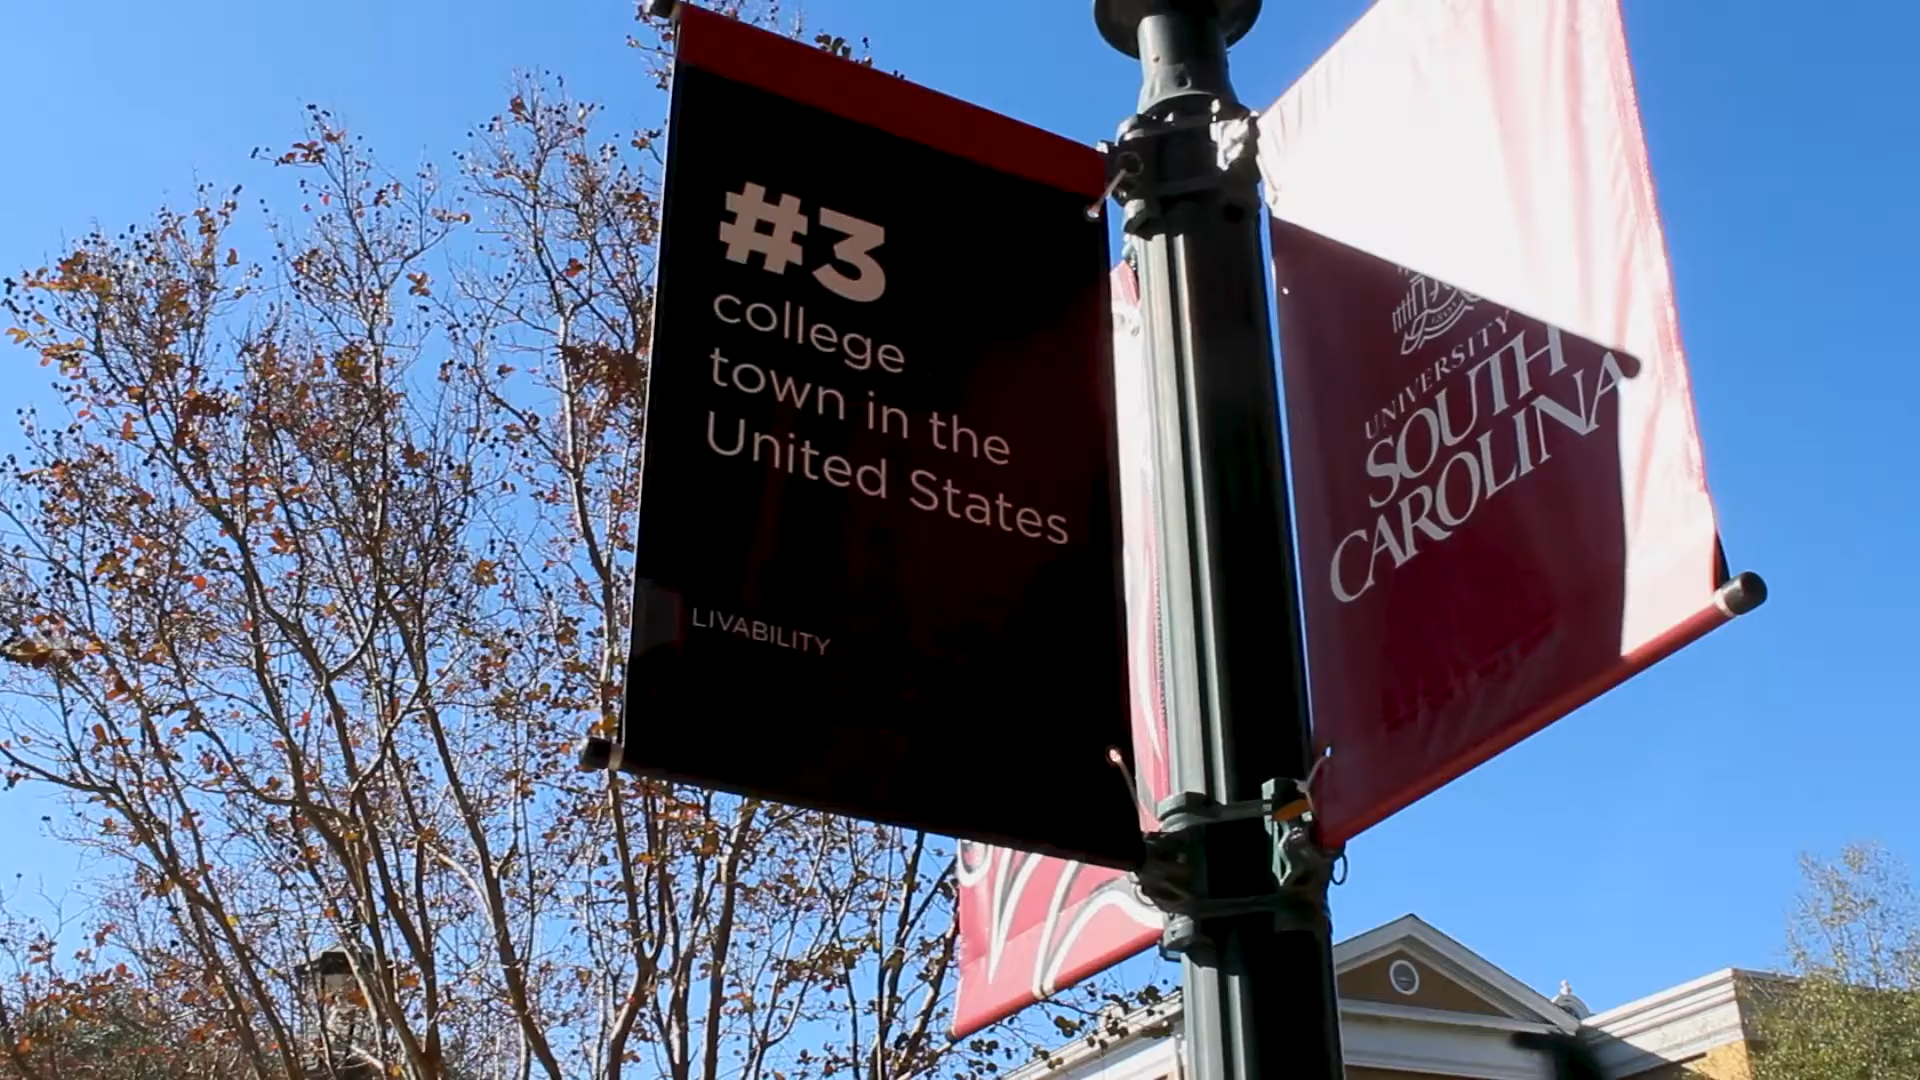 #3
college
town in the
United States
LIVABILITY
UNIVERSITY
SOUTH
CAROLINA